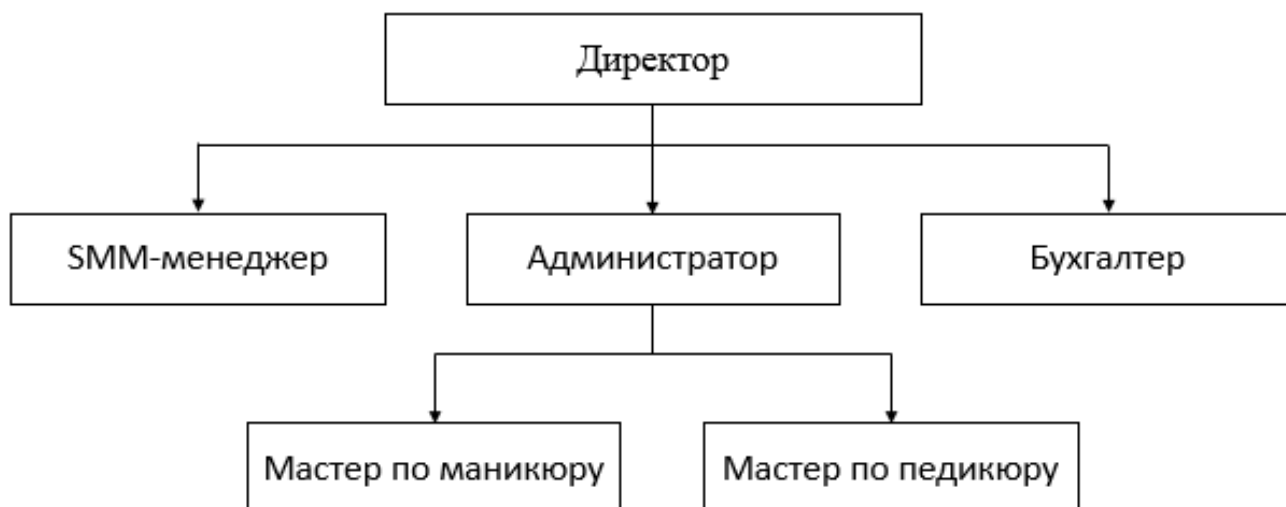 Директор
SMM-менеджер
Администратор
Бухгалтер
Мастер по маникюру
Мастер по педикюру